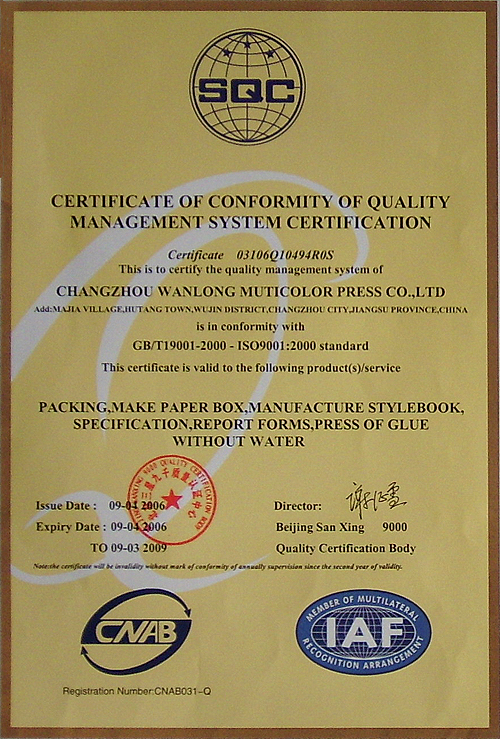 SQC
CERTIFICATE OF CONFORMITY OF QUALITY
MANAGEMENT SYSTEM CERTIFICATION
Certificate 03106Q10494R0S
This is to certify the quality management system of
CHANGZHOU WANLONG MUTICOLOR PRESS CO.,LTD
Add:MAJIA VILLAGE,HUTANG TOWN,WUJIN DISTRICT,CHANGZHOU CITY,JIANGSU PROVINCE,CHINA
is in conformity with
GB/T19001-2000 - ISO9001:2000 standard
This certificate is valid to the following product(s)/service
PACKING,MAKE PAPER BOX,MANUFACTURE STYLEBOOK,
SPECIFICATION,REPORT FORMS,PRESS OF GLUE
WITHOUT WATER
Issue Date : 09-04 2006
Director:
Expiry Date : 09-04 2006
Beijing San Xing 9000
TO 09-03 2009
Quality Certification Body
9000 QUALITY CERTIFICATION BODY
Note:the certificate will be invalidity without mark of conformity of annually supervision since the second year of validity.
CNAB
MEMBER OF MULTILATERAL
IAF
RECOGNITION ARRANGEMENT
Registration Number:CNAB031-Q